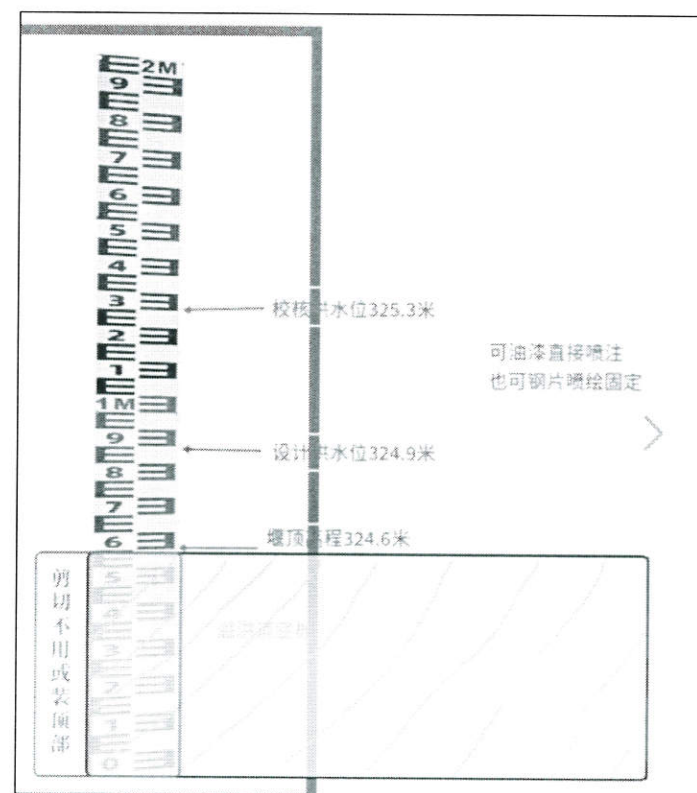 2M
9
8
7
6
5
4
3
校核洪水位325.3米
2
可油漆直接喷注
也可钢片喷绘固定
1
1M
9
设计洪水位324.9米
8
7
6
堰顶高程324.6米
5
4
3
2
1
0
剪切不用或装顶部